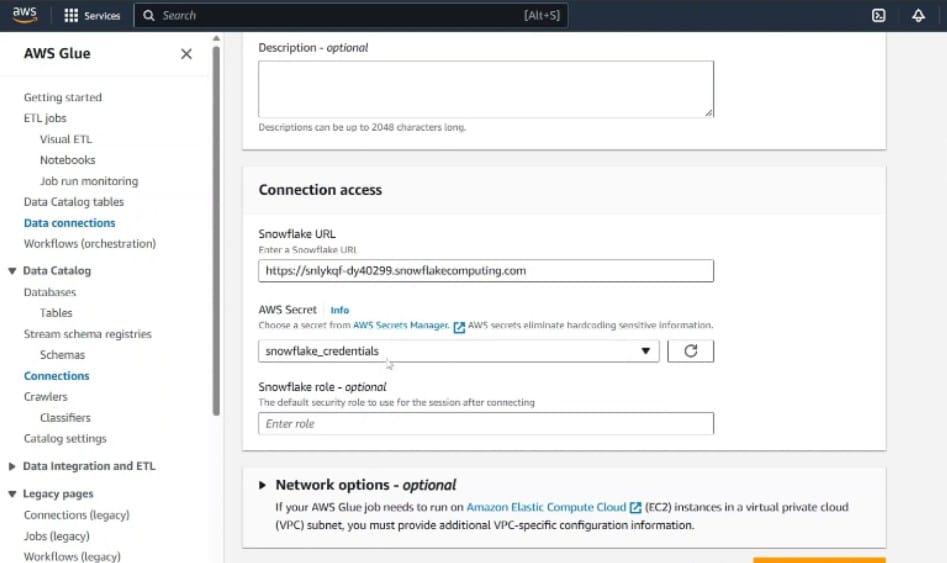 aws
Services
Search
[Alt+S]
AWS Glue
Getting started
ETL jobs
Visual ETL
Notebooks
Job run monitoring
Data Catalog tables
Data connections
Workflows (orchestration)
Data Catalog
Databases
Tables
Stream schema registries
Schemas
Connections
Crawlers
Classifiers
Catalog settings
Data Integration and ETL
Legacy pages
Connections (legacy)
Jobs (legacy)
Workflows (legacy)
Description - optional
Descriptions can be up to 2048 characters long.
Connection access
Snowflake URL
Enter a Snowflake URL
https://snlykqf-dy40299.snowflakecomputing.com
AWS Secret Info
Choose a secret from AWS Secrets Manager. AWS secrets eliminate hardcoding sensitive information.
snowflake_credentials
Snowflake role - optional
The default security role to use for the session after connecting
Enter role
Network options - optional
If your AWS Glue job needs to run on Amazon Elastic Compute Cloud (EC2) instances in a virtual private cloud
(VPC) subnet, you must provide additional VPC-specific configuration information.